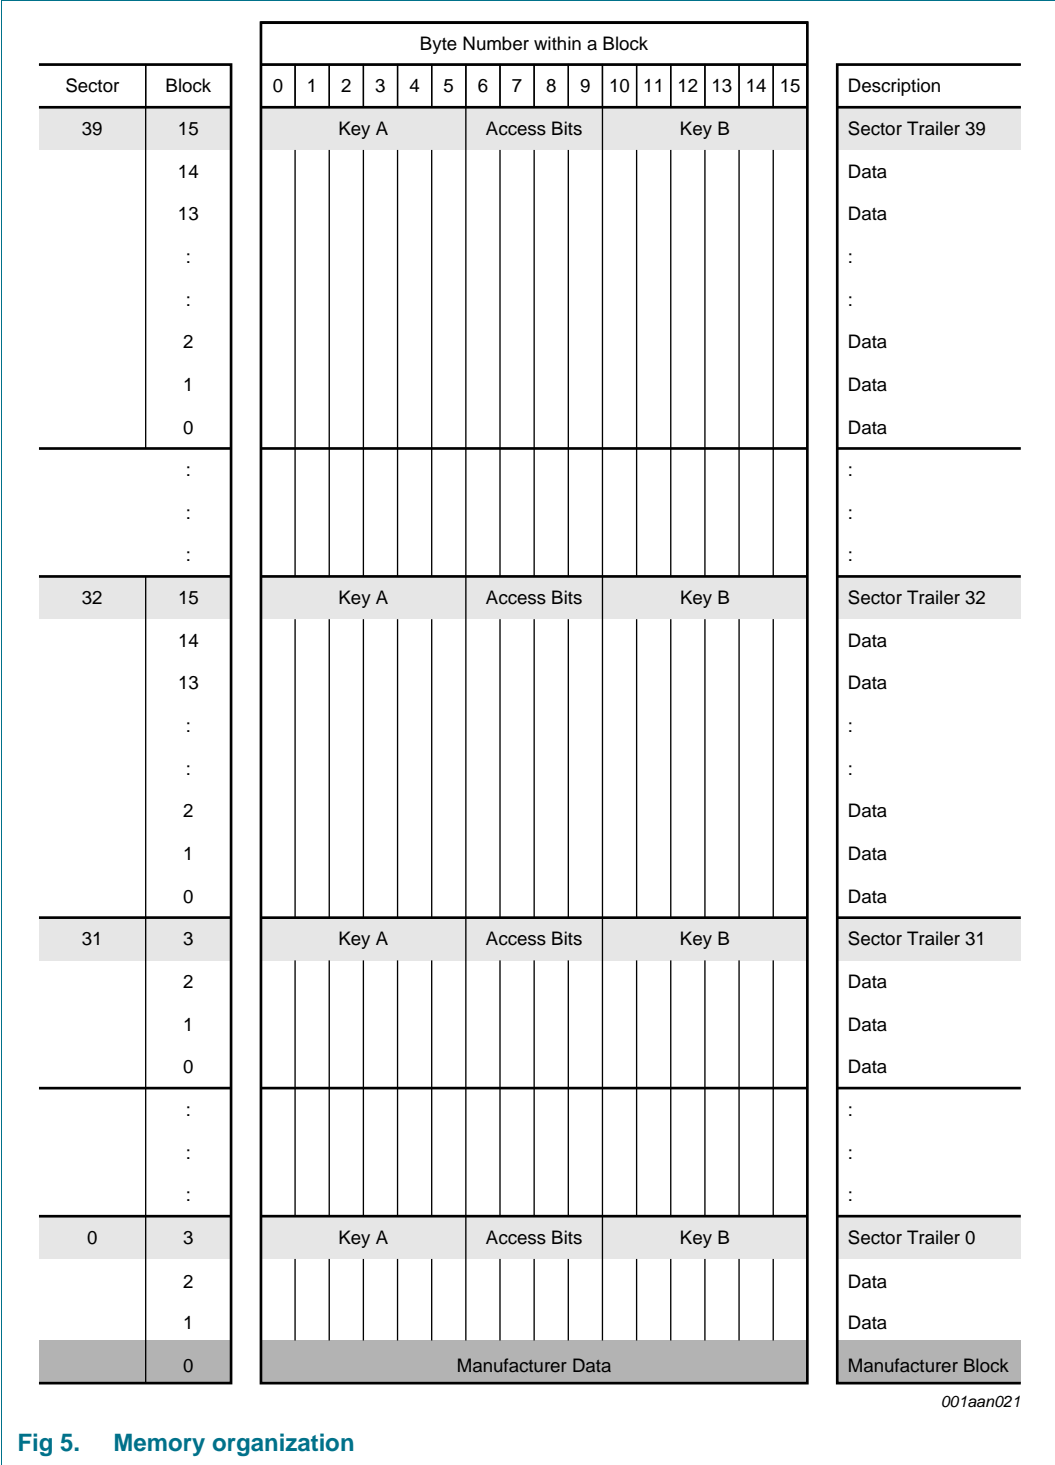 Byte Number within a Block
Sector Block 0 1 2 3 4 5 6 7 8 9 10 11 12 13 14 15 Description
39 15 Key A Access Bits Key B Sector Trailer 39
14 Data
13 Data
: :
: :
2 Data
1 Data
0 Data
: :
: :
: :
32 15 Key A Access Bits Key B Sector Trailer 32
14 Data
13 Data
: :
: :
2 Data
1 Data
0 Data
31 3 Key A Access Bits Key B Sector Trailer 31
2 Data
1 Data
0 Data
: :
: :
: :
0 3 Key A Access Bits Key B Sector Trailer 0
2 Data
1 Data
0 Manufacturer Data Manufacturer Block
001aan021
Fig 5. Memory organization